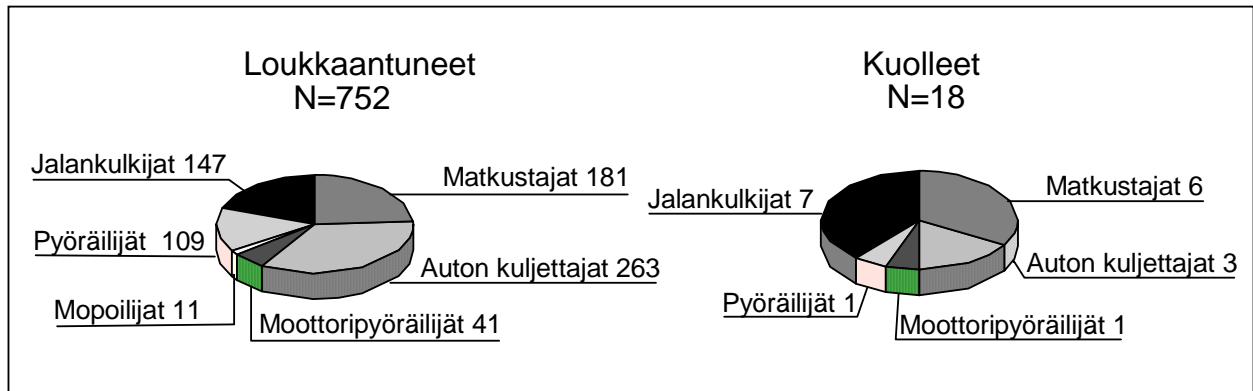 Loukkaantuneet
N=752
Jalankulkijat 147
Matkustajat 181
Pyöräilijät 109
Auton kuljettajat 263
Mopoilijat 11
Moottoripyöräilijät 41
Kuolleet
N=18
Jalankulkijat 7
Matkustajat 6
Auton kuljettajat 3
Pyöräilijät 1
Moottoripyöräilijät 1